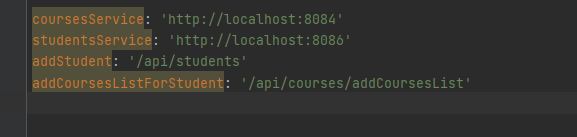 coursesService: 'http://localhost:8084'
studentsService: 'http://localhost:8086'
addStudent: '/api/students'
addCoursesListForStudent: '/api/courses/addCoursesList'